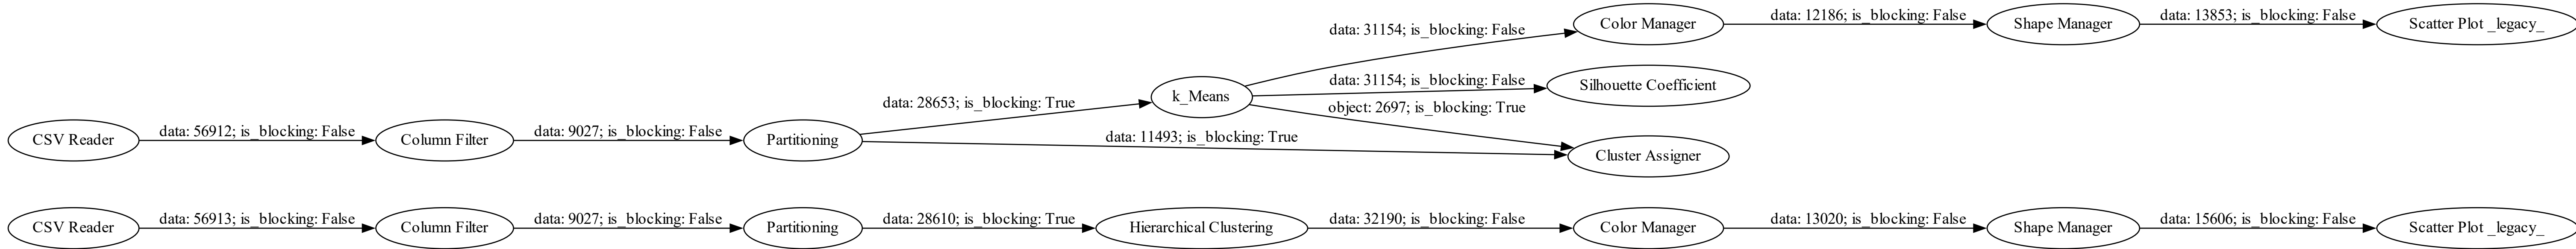 data: 12186; is_blocking: False
data: 13853; is_blocking: False
Color Manager
Shape Manager
Scatter Plot _legacy_
data: 31154; is_blocking: False
data: 31154; is_blocking: False
Silhouette Coefficient
k_Means
data: 28653; is_blocking: True
object: 2697; is_blocking: True
data: 56912; is_blocking: False
data: 9027; is_blocking: False
data: 11493; is_blocking: True
CSV Reader
Column Filter
Partitioning
Cluster Assigner
data: 56913; is_blocking: False
data: 9027; is_blocking: False
data: 28610; is_blocking: True
data: 32190; is_blocking: False
data: 13020; is_blocking: False
data: 15606; is_blocking: False
CSV Reader
Column Filter
Partitioning
Hierarchical Clustering
Color Manager
Shape Manager
Scatter Plot _legacy_